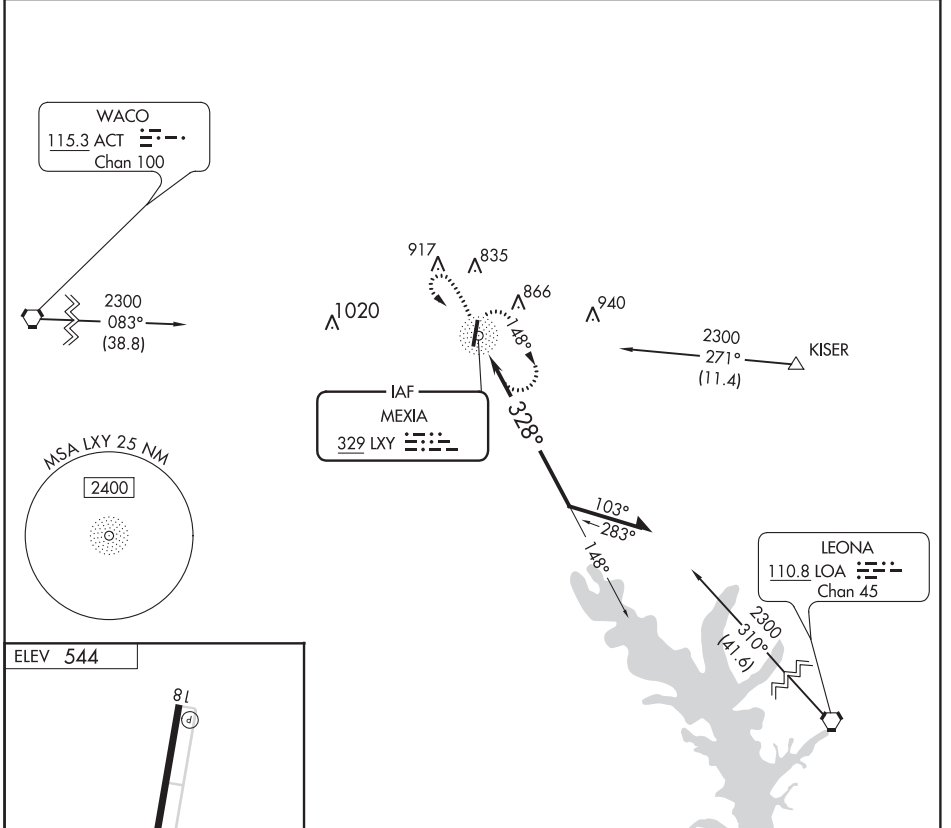 WACO
115.3 ACT
Chan 100
2300
083°
(38.8)
917
835
866
940
1020
148°
2300
271°
(11.4)
KISER
IAF
MEXIA
329 LXY
328°
MSA LXY 25 NM
2400
103°
283°
148°
LEONA
110.8 LOA
Chan 45
2300
310°
(41.6)
ELEV 544
18
P